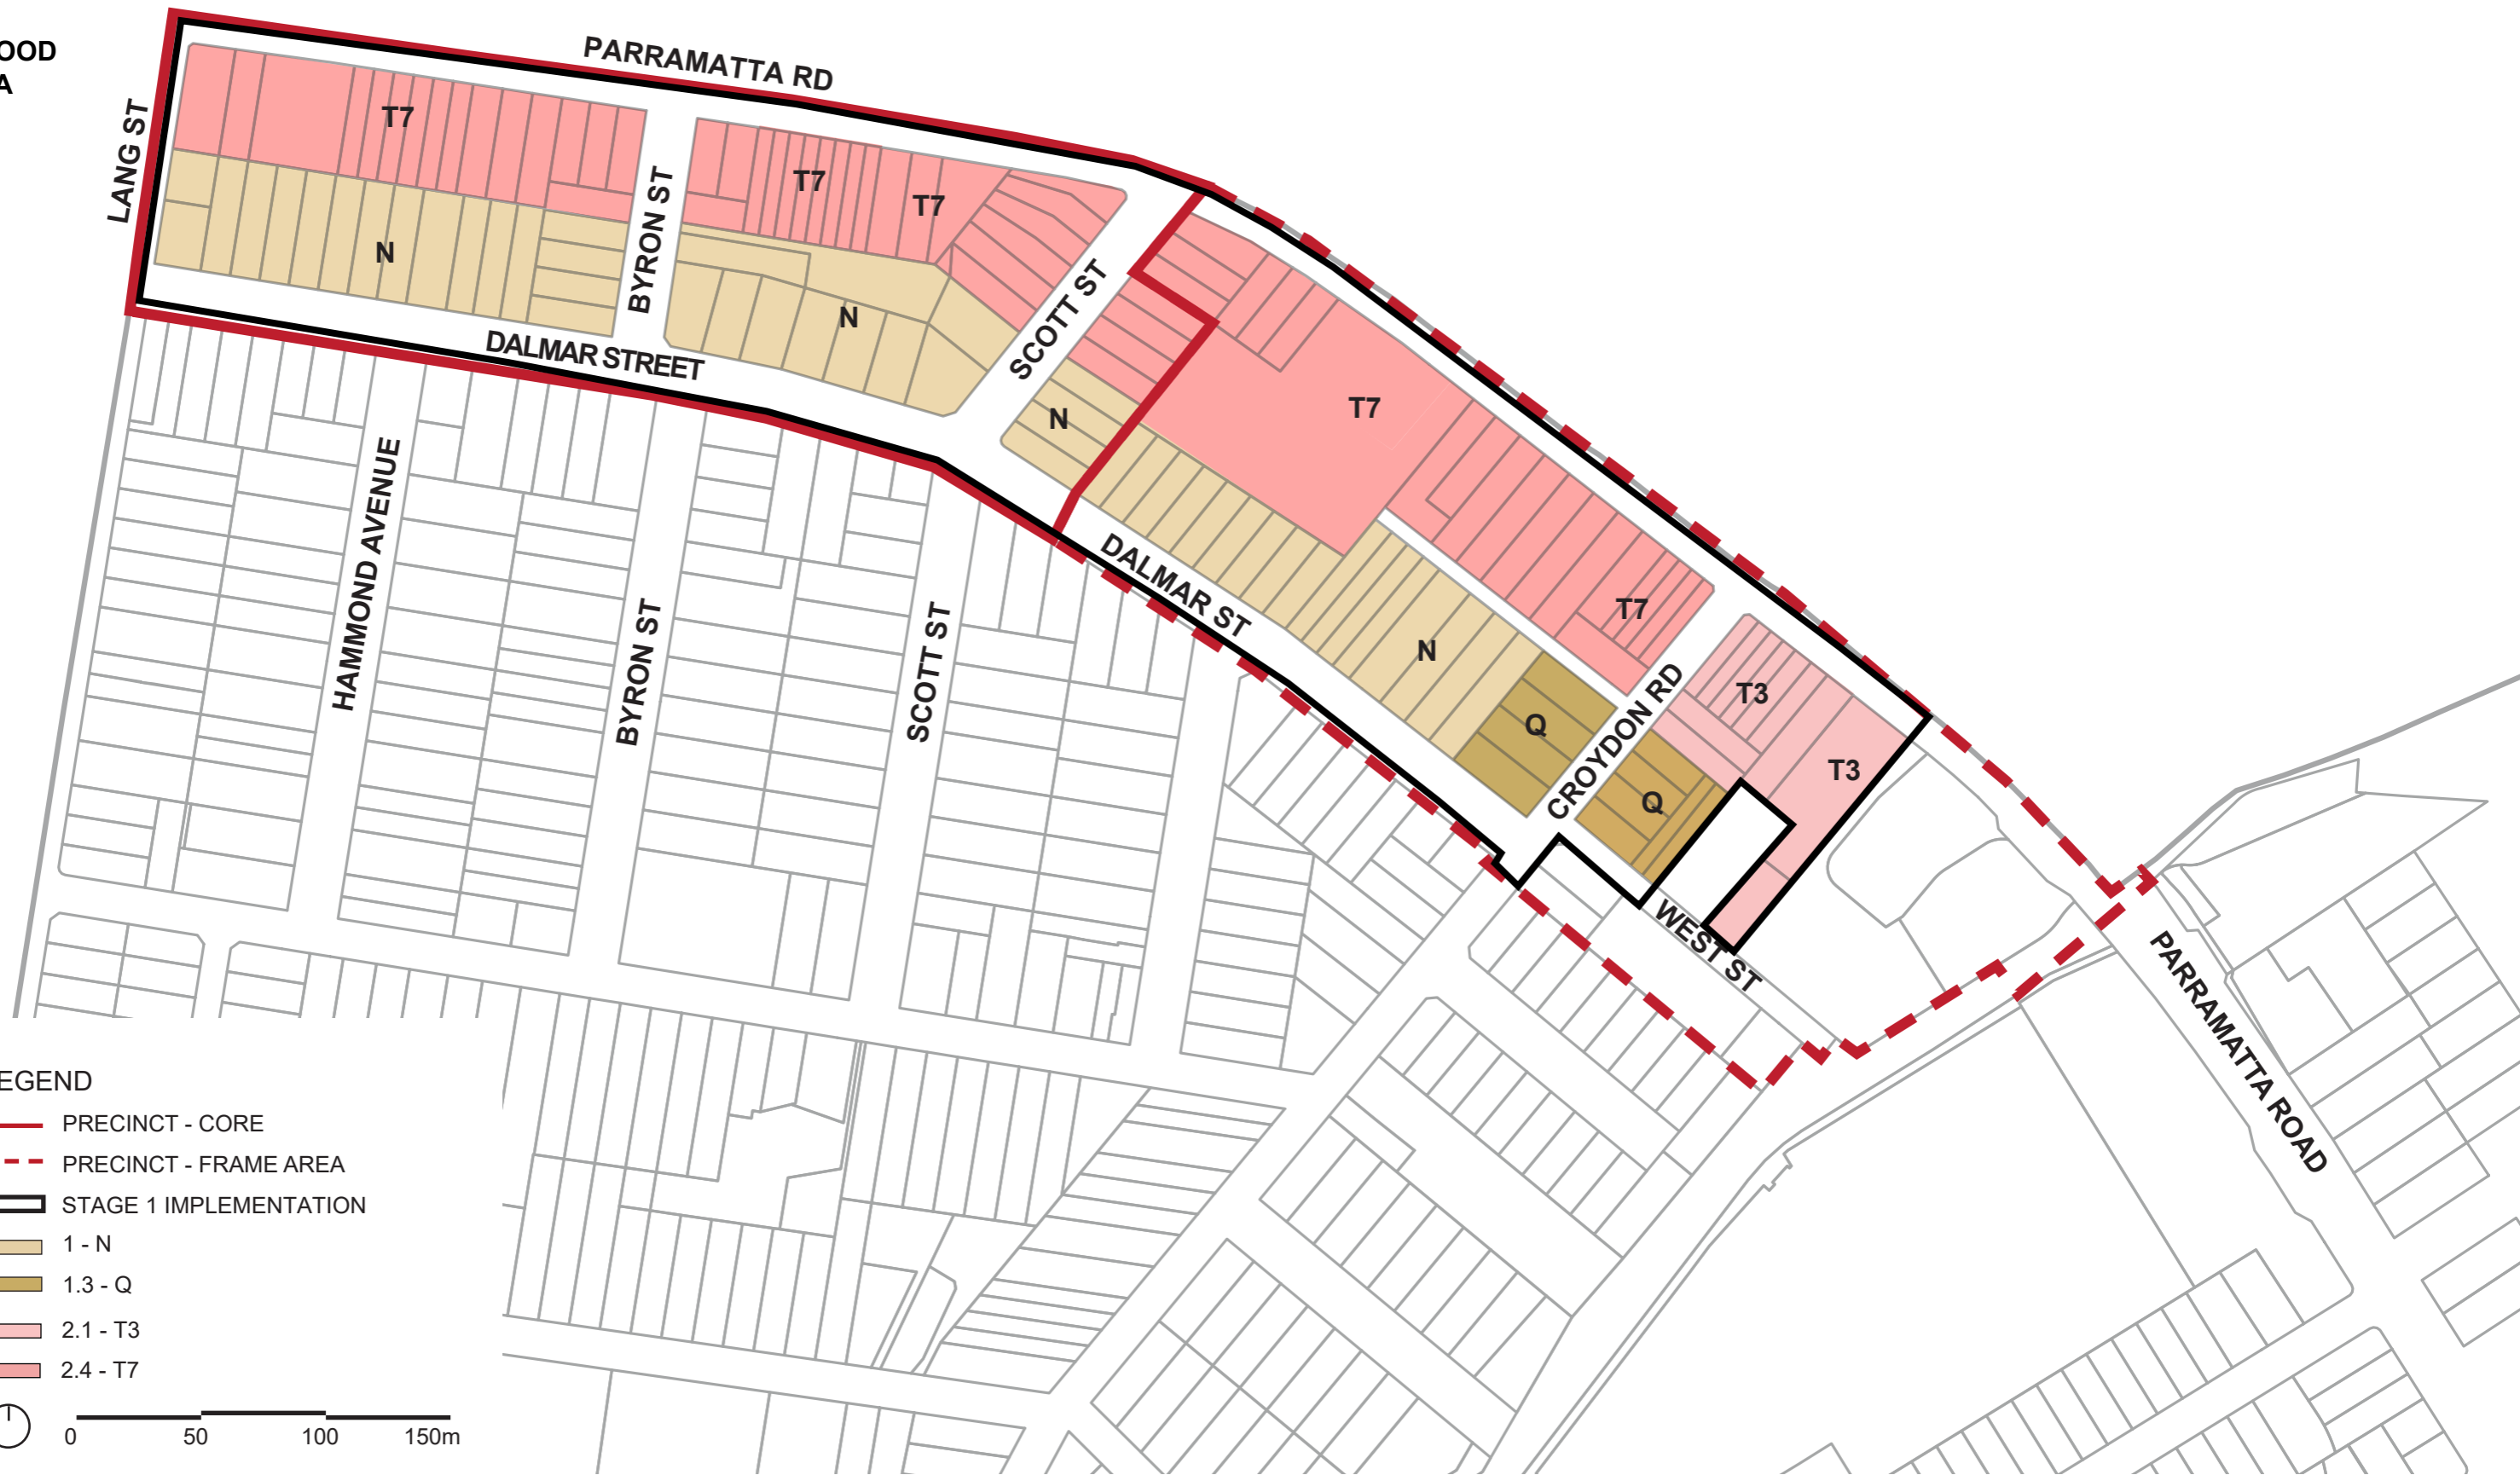 OOD
A
PARRAMATTA RD
LANG ST
T7
T7
T7
BYRON ST
N
N
DALMAR STREET
SCOTT ST
N
T7
HAMMOND AVENUE
BYRON ST
SCOTT ST
DALMAR ST
T7
N
CROYDON RD
Q
T3
T3
Q
WEST ST
PARRAMATTA ROAD
EGEND
PRECINCT - CORE
PRECINCT - FRAME AREA
STAGE 1 IMPLEMENTATION
1 - N
1.3 - Q
2.1 - T3
2.4 - T7
0 50 100 150m